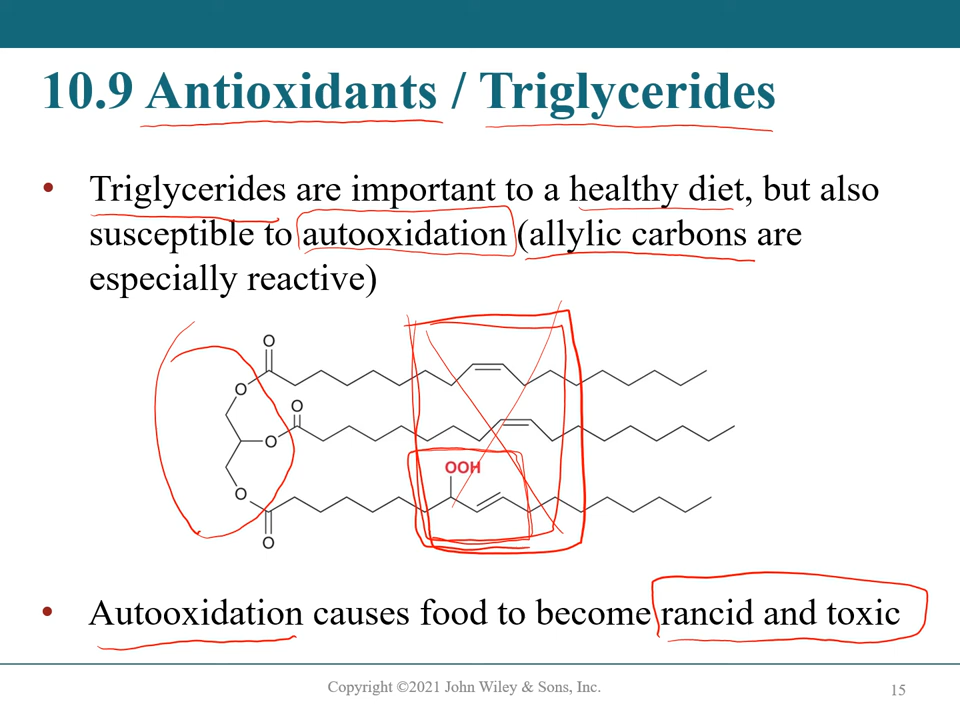 10.9 Antioxidants / Triglycerides
• Triglycerides are important to a healthy diet, but also
susceptible to autooxidation (allylic carbons are
especially reactive)
O
O
O
O
OOH
O
O
• Autooxidation causes food to become rancid and toxic
Copyright ©2021 John Wiley & Sons, Inc.
15